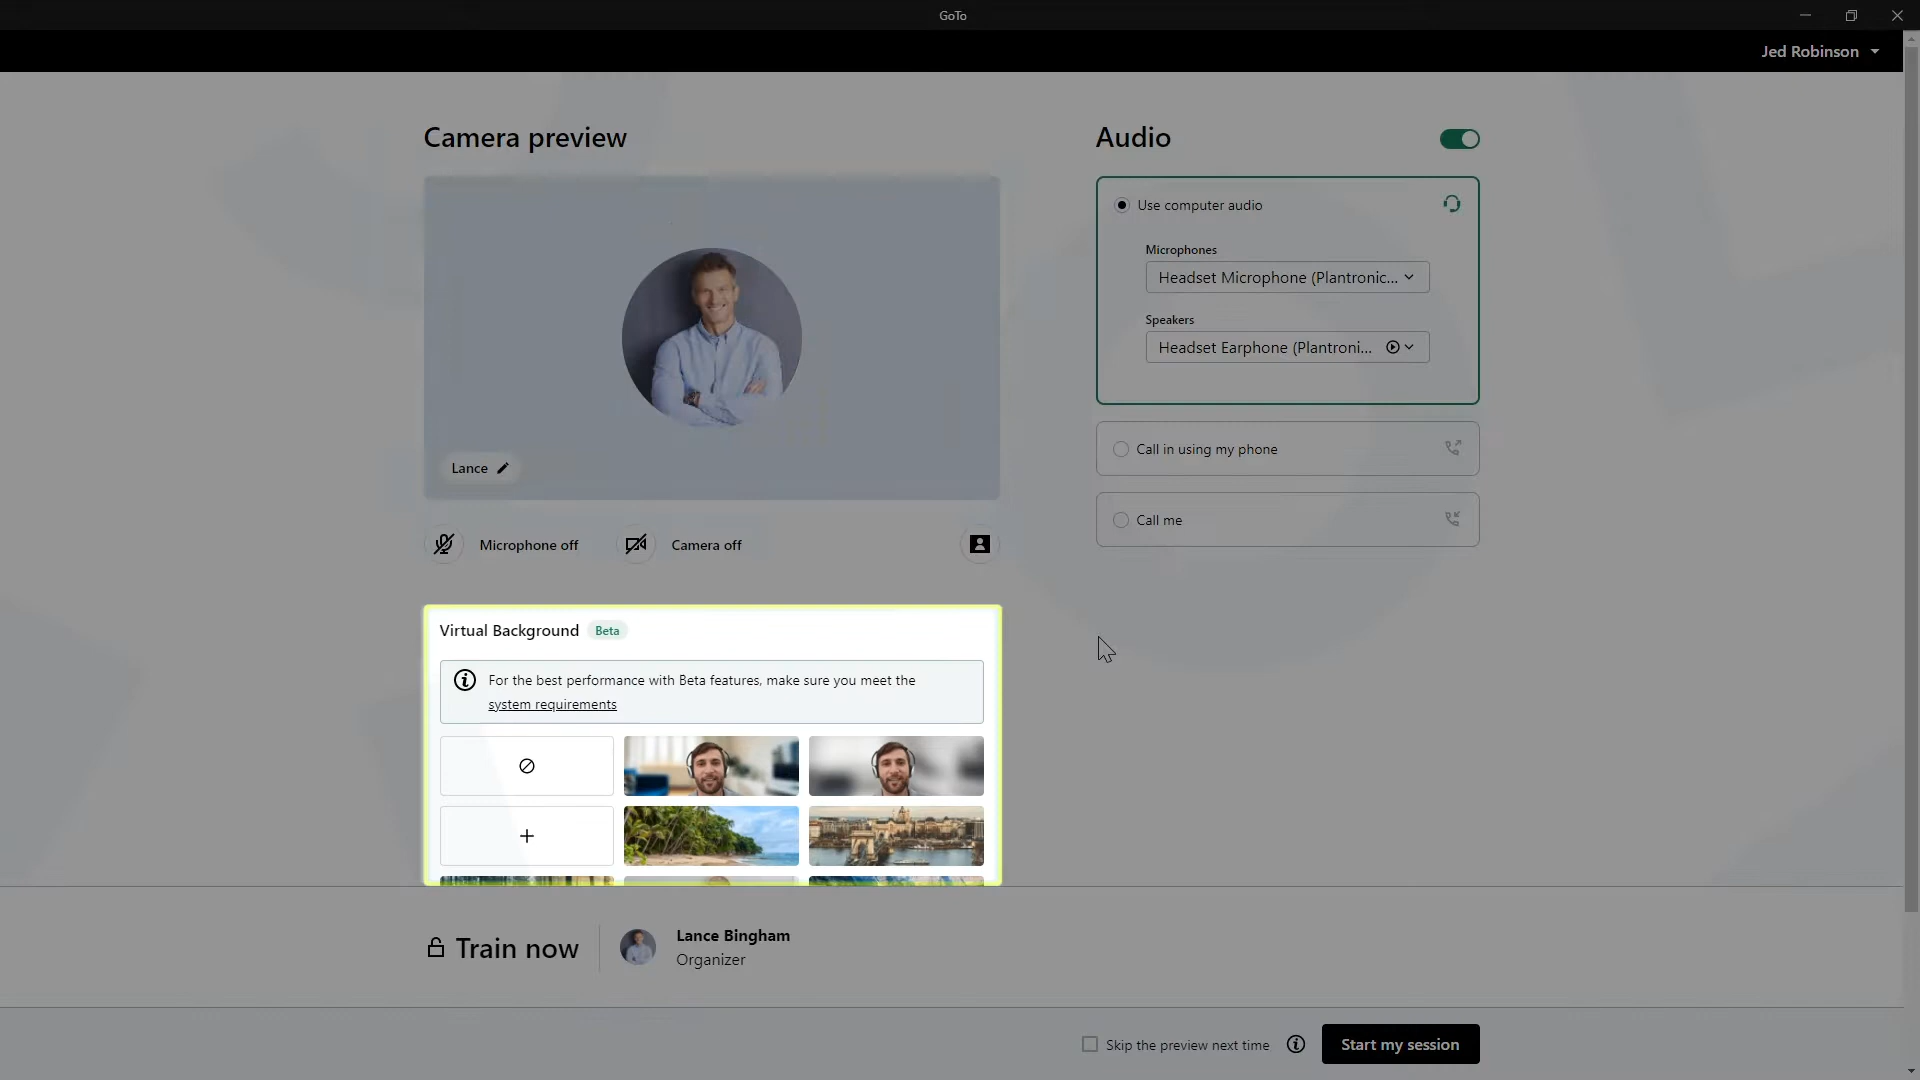 GoTo
Jed Robinson
Camera preview
Lance
Microphone off
Camera off
Audio
Use computer audio
Microphones
Headset Microphone (Plantronic...
Speakers
Headset Earphone (Plantroni...
Call in using my phone
Call me
Virtual Background Beta
For the best performance with Beta features, make sure you meet the
system requirements
Train now
Lance Bingham
Organizer
Skip the preview next time
Start my session